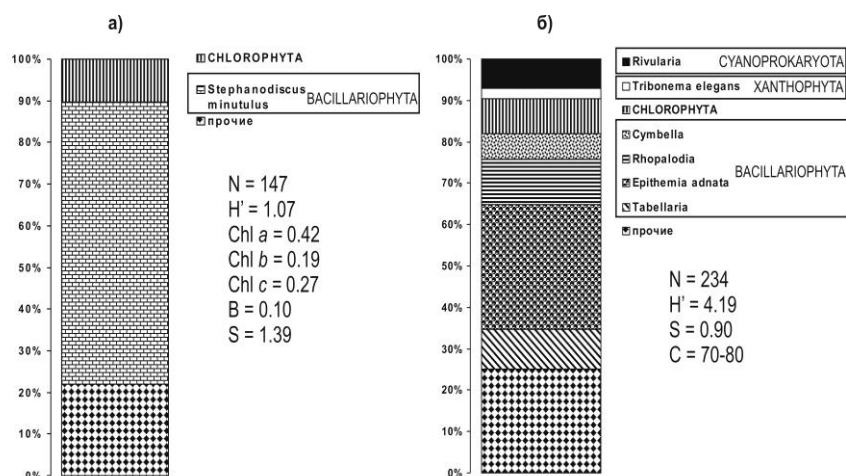 а)
100%
90%
80%
70%
60%
50%
40%
30%
20%
10%
0%
CHLOROPHYTA
Stephanodiscus minutulus BACILLARIOPHYTA
прочие
N = 147
H' = 1.07
Chl a = 0.42
Chl b = 0.19
Chl c = 0.27
B = 0.10
S = 1.39
б)
100%
90%
80%
70%
60%
50%
40%
30%
20%
10%
0%
Rivularia CYANOPROKARYOTA
Tribonema elegans XANTHOPHYTA
CHLOROPHYTA
Cymbella
Rhopalodia
BACILLARIOPHYTA
Epithemia adnata
Tabellaria
прочие
N = 234
H' = 4.19
S = 0.90
C = 70-80